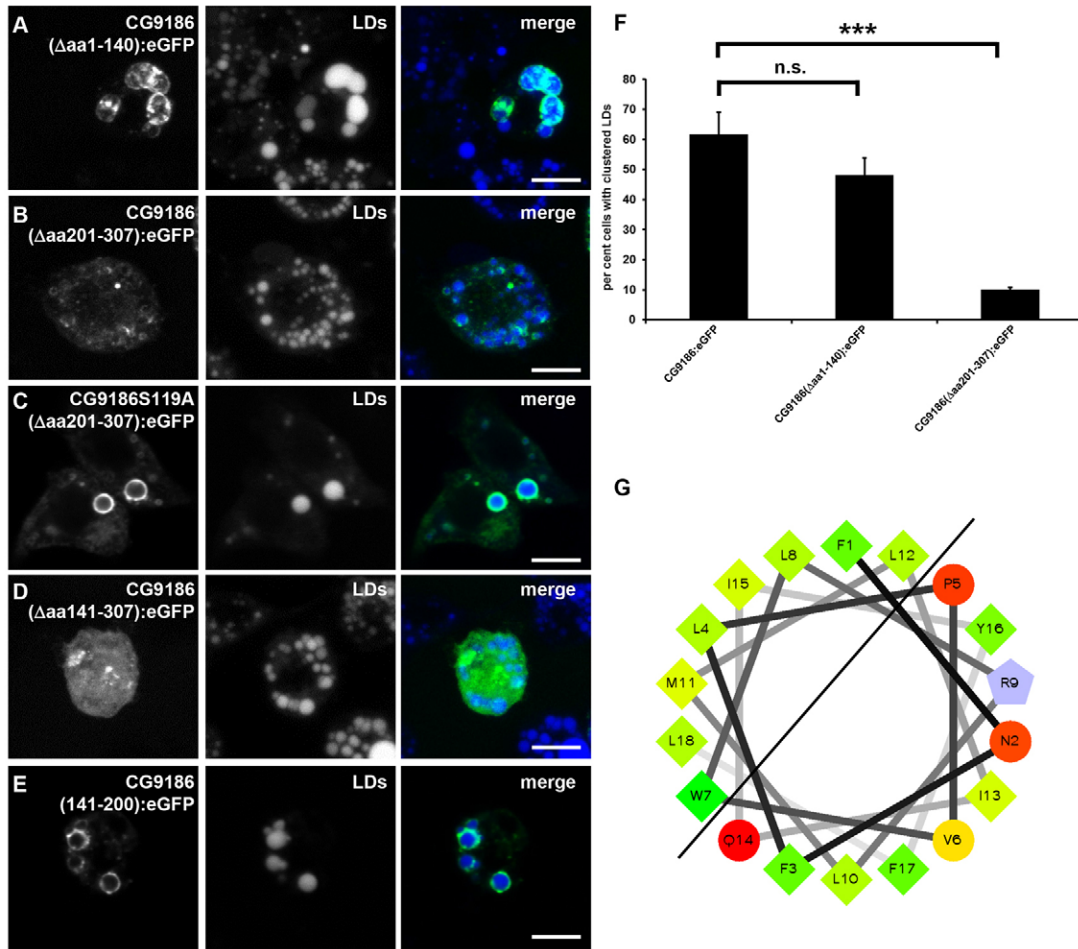 A
CG9186
(Δaa1-140):eGFP
LDs
merge
B
CG9186
(Δaa201-307):eGFP
LDs
merge
C
CG9186S119A
(Δaa201-307):eGFP
LDs
merge
D
CG9186
(Δaa141-307):eGFP
LDs
merge
E
CG9186
(141-200):eGFP
LDs
merge
F
***
n.s.
per cent cells with clustered LDs
80
70
60
50
40
30
20
10
0
CG9186:eGFP
CG9186(Δaa1-140):eGFP
CG9186(Δaa201-307):eGFP
G
F1
L8
L12
I15
P5
L4
Y16
M11
R9
L18
N2
W7
I13
Q14
V6
F3
F17
L10